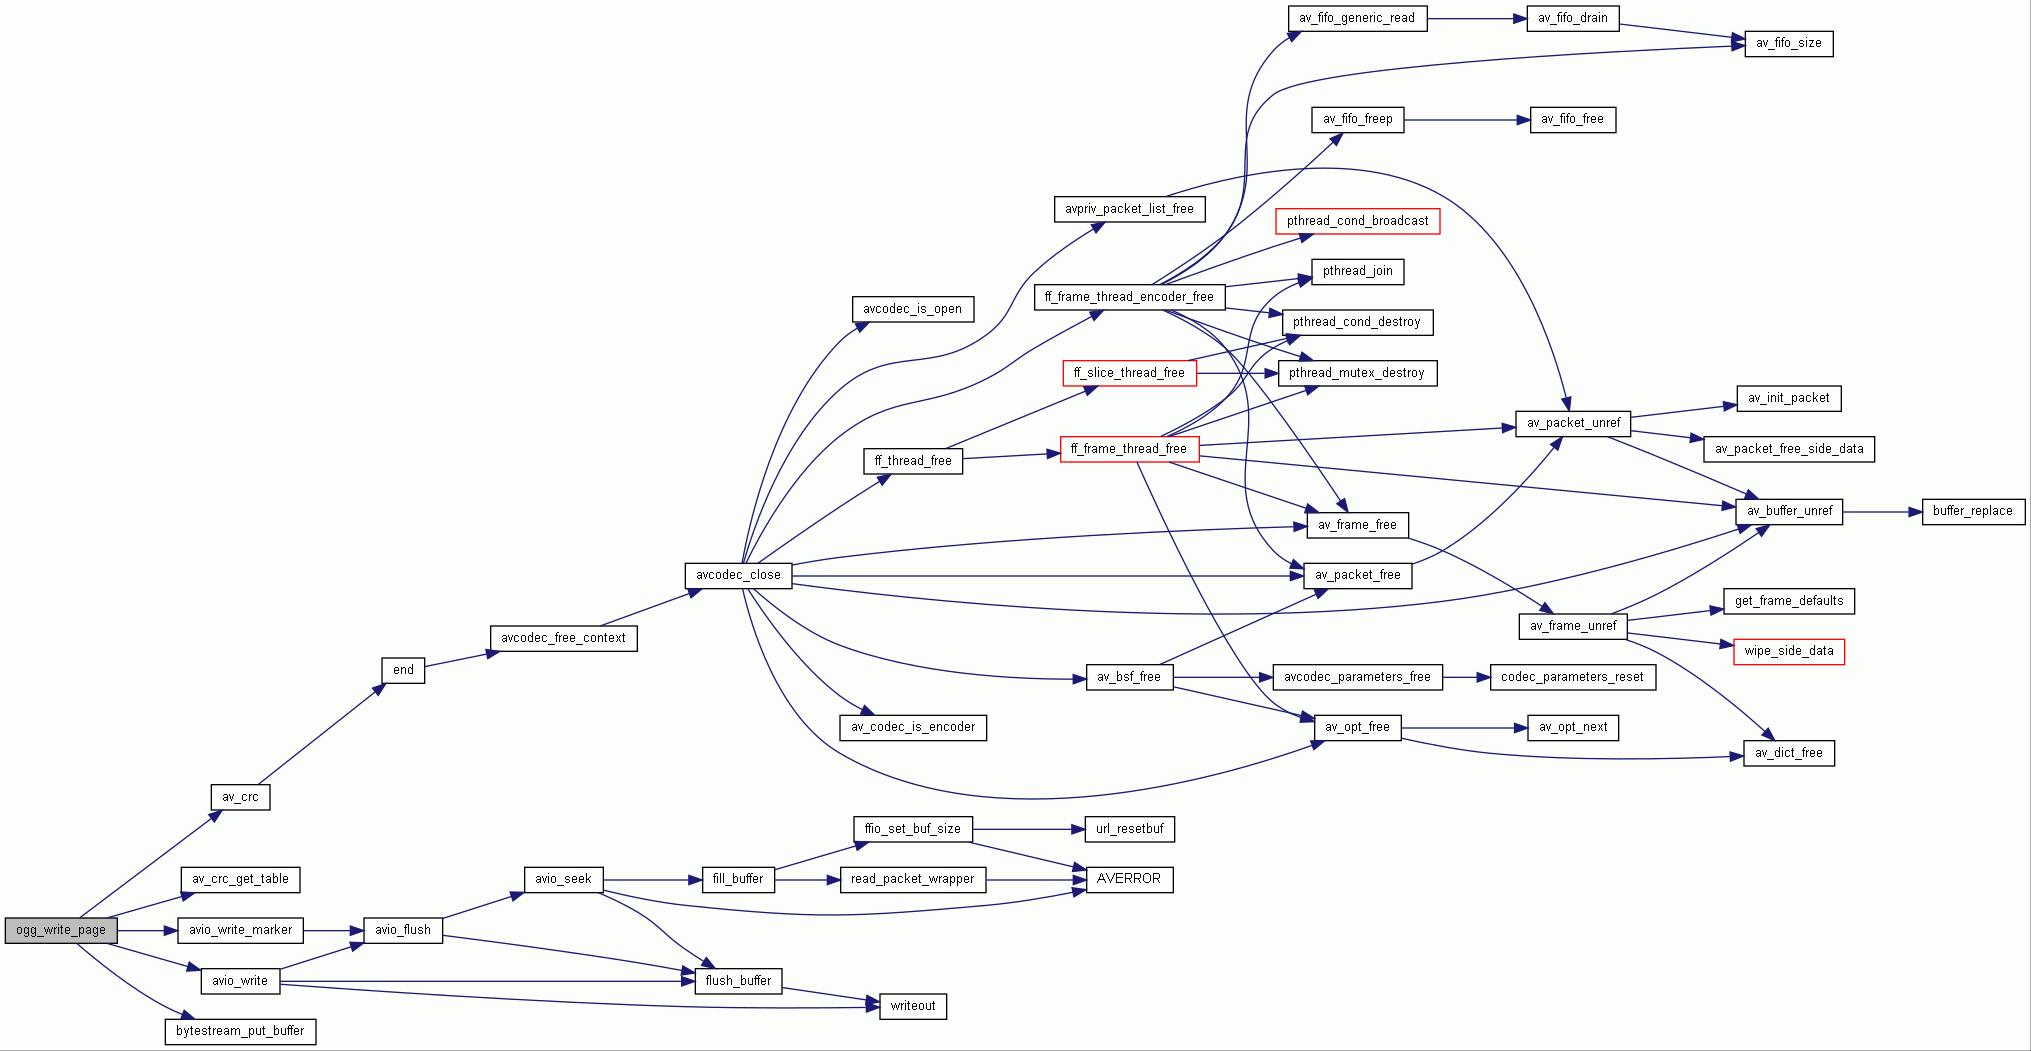 av_fifo_generic_read
av_fifo_drain
av_fifo_size
av_fifo_freep
av_fifo_free
avpriv_packet_list_free
pthread_cond_broadcast
pthread_join
ff_frame_thread_encoder_free
avcodec_is_open
pthread_cond_destroy
ff_slice_thread_free
pthread_mutex_destroy
av_init_packet
av_packet_unref
ff_frame_thread_free
av_packet_free_side_data
ff_thread_free
av_buffer_unref
buffer_replace
av_frame_free
avcodec_close
av_packet_free
get_frame_defaults
av_frame_unref
avcodec_free_context
wipe_side_data
end
av_bsf_free
avcodec_parameters_free
codec_parameters_reset
av_codec_is_encoder
av_opt_free
av_opt_next
av_dict_free
av_crc
ffio_set_buf_size
url_resetbuf
av_crc_get_table
avio_seek
fill_buffer
read_packet_wrapper
AVERROR
ogg_write_page
avio_write_marker
avio_flush
avio_write
flush_buffer
writeout
bytestream_put_buffer